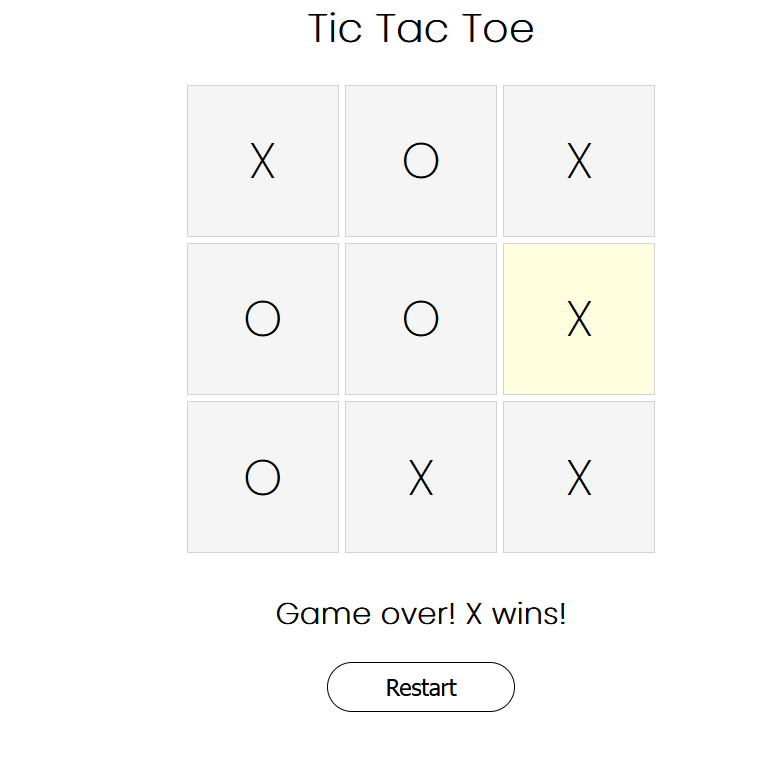 Tic Tac Toe
X O X
O O X
O X X
Game over! X wins!
Restart